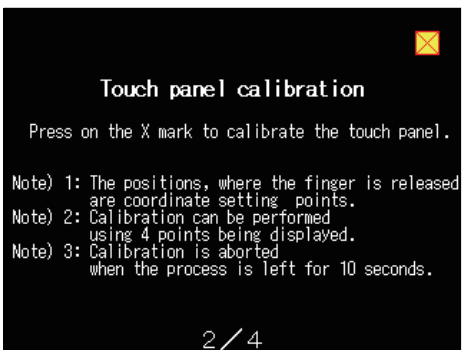 Touch panel calibration
Press on the X mark to calibrate the touch panel.
Note) 1: The positions, where the finger is released
are coordinate setting points.
Note) 2: Calibration can be performed
using 4 points being displayed.
Note) 3: Calibration is aborted
when the process is left for 10 seconds.
2/4